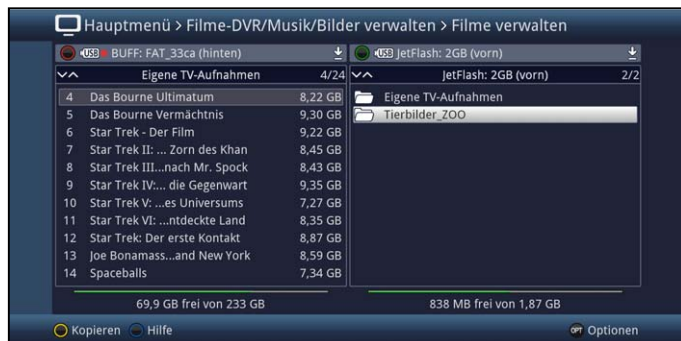 Hauptmenü > Filme-DVR/Musik/Bilder verwalten > Filme verwalten
USB BUFF: FAT_33ca (hinten)
Eigene TV-Aufnahmen 4/24
4 Das Bourne Ultimatum 8,22 GB
5 Das Bourne Vermächtnis 9,30 GB
6 Star Trek - Der Film 9,22 GB
7 Star Trek II: ... Zorn des Khan 8,45 GB
8 Star Trek III...nach Mr. Spock 8,43 GB
9 Star Trek IV:... die Gegenwart 9,35 GB
10 Star Trek V: ...es Universums 7,27 GB
11 Star Trek VI: ...ntdeckte Land 8,35 GB
12 Star Trek: Der erste Kontakt 8,87 GB
13 Joe Bonamass...and New York 8,59 GB
14 Spaceballs 7,34 GB
69,9 GB frei von 233 GB
USB JetFlash: 2GB (vorn)
JetFlash: 2GB (vorn) 2/2
Eigene TV-Aufnahmen
Tierbilder_ZOO
838 MB frei von 1,87 GB
Kopieren Hilfe OPT Optionen